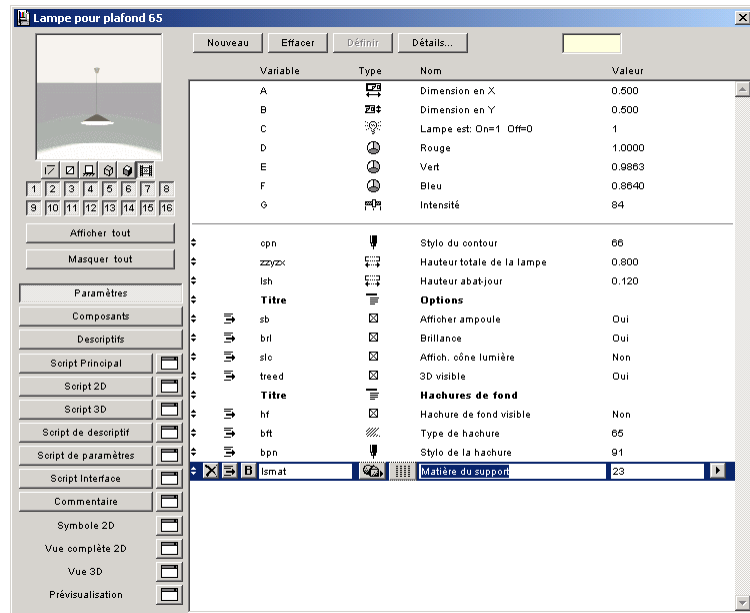 Lampe pour plafond 65
Nouveau Effacer Définir Détails...
Variable Type Nom Valeur
A Dimension en X 0.500
B Dimension en Y 0.500
C Lampe est: On=1 Off=0 1
D Rouge 1.0000
E Vert 0.9863
F Bleu 0.8640
G Intensité 84
1 2 3 4 5 6 7 8
9 10 11 12 13 14 15 16
Afficher tout
Masquer tout
Paramètres
Composants
Descriptifs
Script Principal
Script 2D
Script 3D
Script de descriptif
Script de paramètres
Script Interface
Commentaire
Symbole 2D
Vue complète 2D
Vue 3D
Prévisualisation
cpn Stylo du contour 66
zzyzx Hauteur totale de la lampe 0.800
lsh Hauteur abat-jour 0.120
Titre Options
sb Afficher ampoule Oui
brl Brillance Oui
slc Affich. cône lumière Non
treed 3D visible Oui
Titre Hachures de fond
hf Hachure de fond visible Non
bft Type de hachure 65
bpn Stylo de la hachure 91
B lsmat Matière du support 23